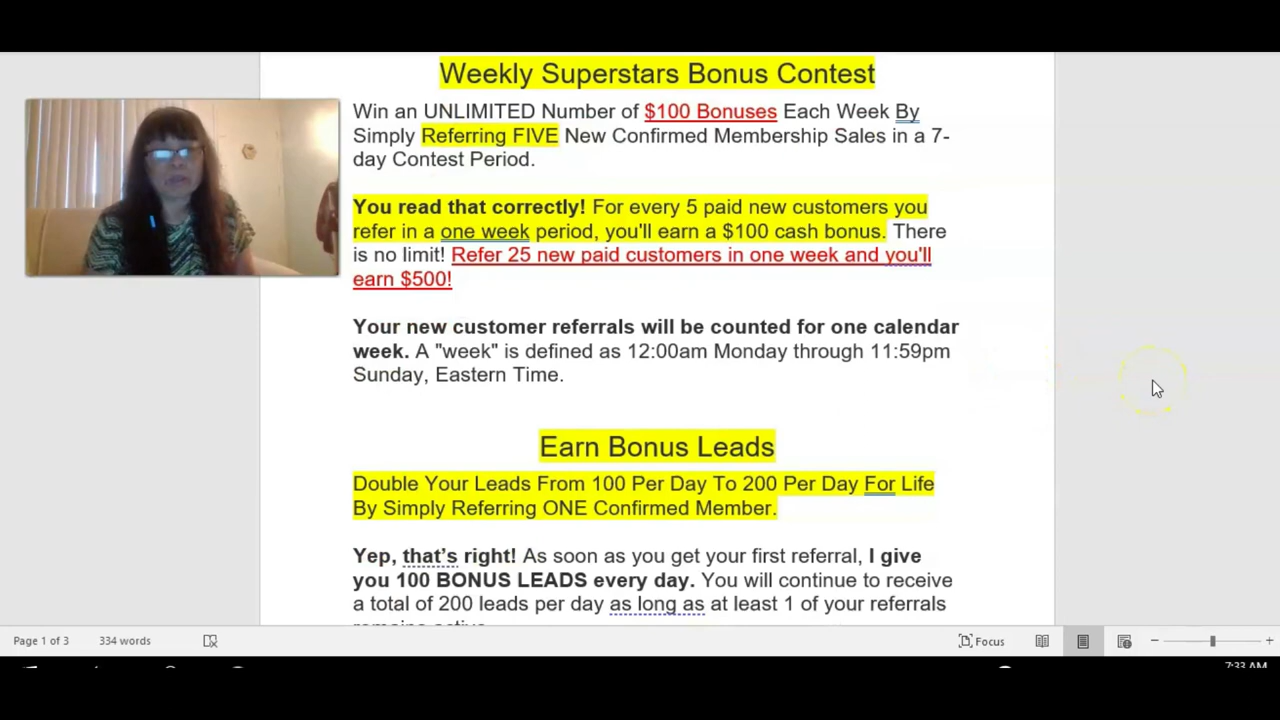 Weekly Superstars Bonus Contest
Win an UNLIMITED Number of $100 Bonuses Each Week By
Simply Referring FIVE New Confirmed Membership Sales in a 7-
day Contest Period.
You read that correctly! For every 5 paid new customers you
refer in a one week period, you'll earn a $100 cash bonus. There
is no limit! Refer 25 new paid customers in one week and you'll
earn $500!
Your new customer referrals will be counted for one calendar
week. A "week" is defined as 12:00am Monday through 11:59pm
Sunday, Eastern Time.
Earn Bonus Leads
Double Your Leads From 100 Per Day To 200 Per Day For Life
By Simply Referring ONE Confirmed Member.
Yep, that's right! As soon as you get your first referral, I give
you 100 BONUS LEADS every day. You will continue to receive
a total of 200 leads per day as long as at least 1 of your referrals
remains active
Page 1 of 3 334 words Focus
7:33 AM